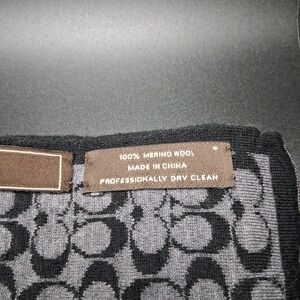 100% MERINO WOOL
MADE IN CHINA
PROFESSIONALLY DRY CLEAN